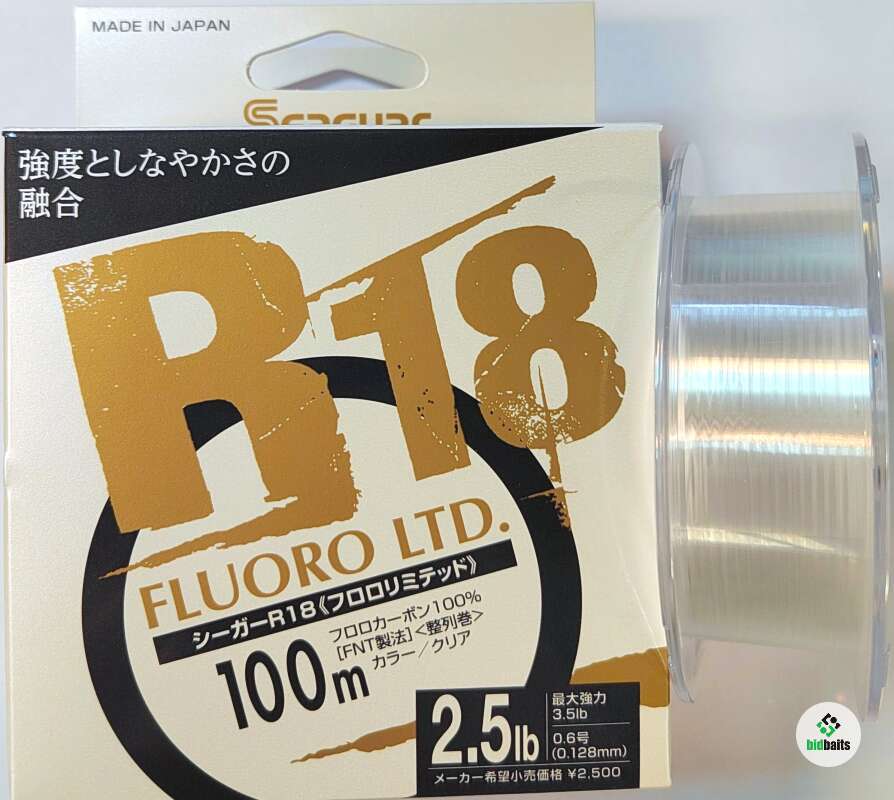 MADE IN JAPAN
Seaguar
強度としなやかさの
融合
R18
FLUORO LTD.
シーガーR18《フロロリミテッド》
100m
フロロカーボン100%
[FNT製法]<整列巻>
カラー/クリア
2.5lb
最大強力
3.5lb
0.6号
(0.128mm)
メーカー希望小売価格 ¥2,500
bidbaits